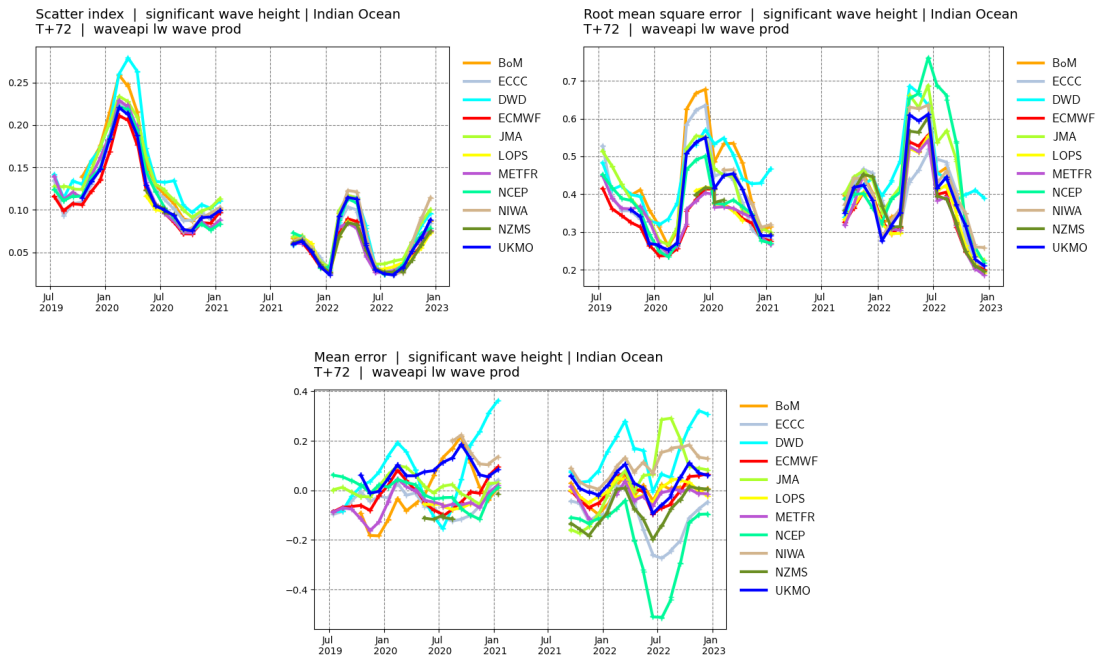 Scatter index | significant wave height | Indian Ocean
T+72 | waveapi lw wave prod
0.25
0.20
0.15
0.10
0.05
Jul
2019
Jan
2020
Jul
2020
Jan
2021
Jul
2021
Jan
2022
Jul
2022
Jan
2023
BoM
ECCC
DWD
ECMWF
JMA
LOPS
METFR
NCEP
NIWA
NZMS
UKMO
Root mean square error | significant wave height | Indian Ocean
T+72 | waveapi lw wave prod
0.7
0.6
0.5
0.4
0.3
0.2
Jul
2019
Jan
2020
Jul
2020
Jan
2021
Jul
2021
Jan
2022
Jul
2022
Jan
2023
BoM
ECCC
DWD
ECMWF
JMA
LOPS
METFR
NCEP
NIWA
NZMS
UKMO
Mean error | significant wave height | Indian Ocean
T+72 | waveapi lw wave prod
0.4
0.2
0.0
−0.2
−0.4
Jul
2019
Jan
2020
Jul
2020
Jan
2021
Jul
2021
Jan
2022
Jul
2022
Jan
2023
BoM
ECCC
DWD
ECMWF
JMA
LOPS
METFR
NCEP
NIWA
NZMS
UKMO